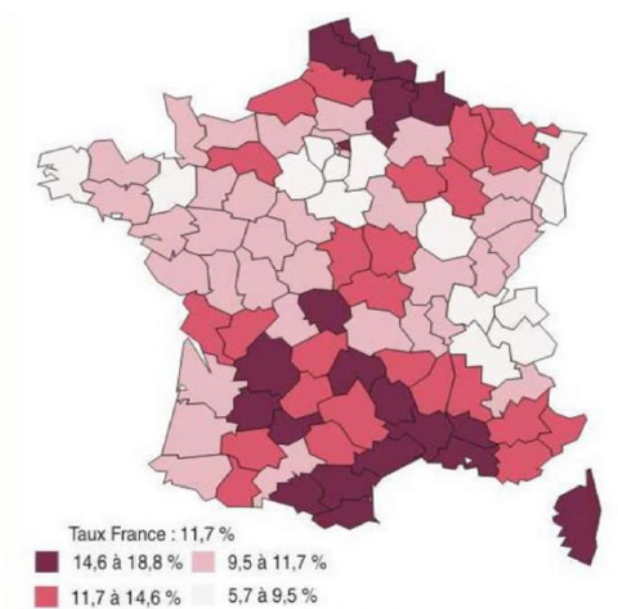 Taux France : 11,7 %
14,6 à 18,8 % 9,5 à 11,7 %
11,7 à 14,6 % 5,7 à 9,5 %